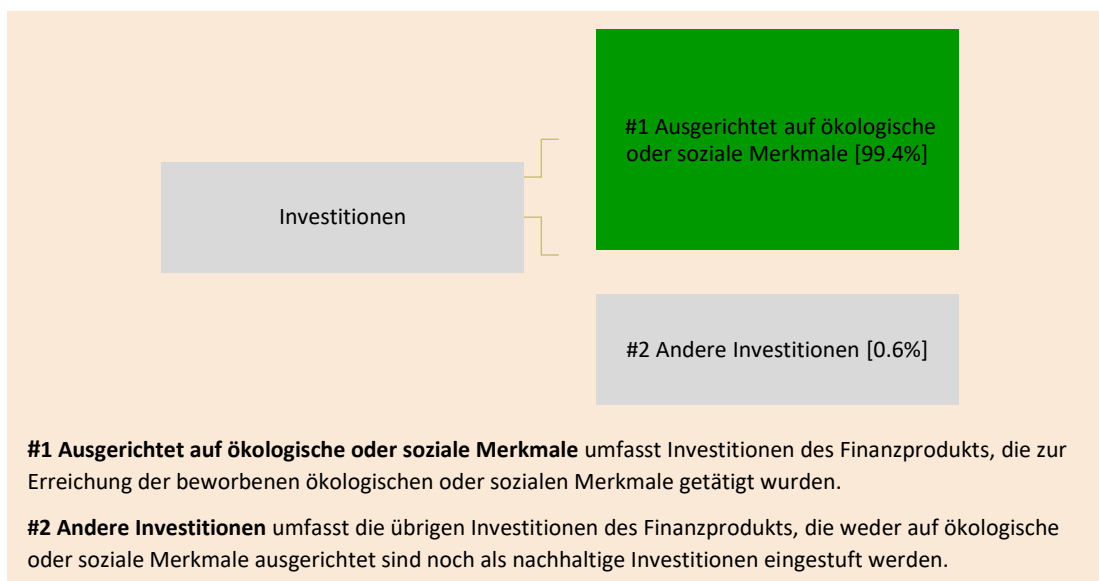 #1 Ausgerichtet auf ökologische
oder soziale Merkmale [99.4%]
Investitionen
#2 Andere Investitionen [0.6%]
#1 Ausgerichtet auf ökologische oder soziale Merkmale umfasst Investitionen des Finanzprodukts, die zur
Erreichung der beworbenen ökologischen oder sozialen Merkmale getätigt wurden.
#2 Andere Investitionen umfasst die übrigen Investitionen des Finanzprodukts, die weder auf ökologische
oder soziale Merkmale ausgerichtet sind noch als nachhaltige Investitionen eingestuft werden.